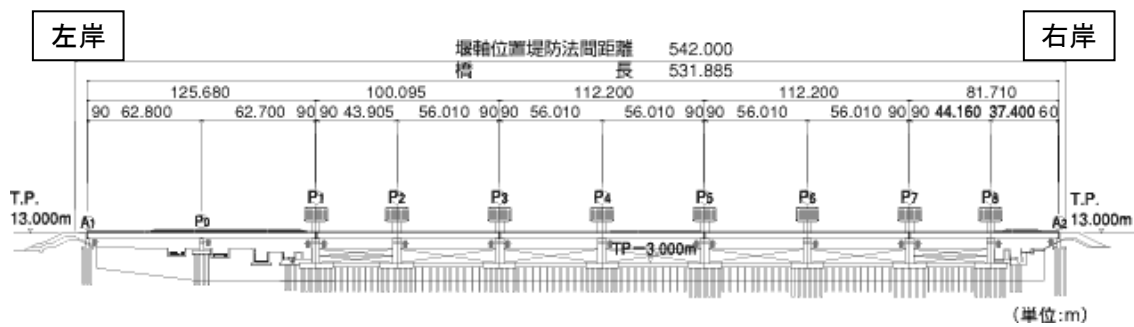 左岸
右岸
堰軸位置堤防法間距離 542.000
橋 長 531.885
125.680 100.095 112.200 112.200 81.710
90 62.800 62.700 90 90 43.905 56.010 90 90 56.010 56.010 90 90 56.010 56.010 90 90 44.160 37.400 60
P1 P2 P3 P4 P5 P6 P7 P8
T.P. 13.000m A1 P0 A2 T.P. 13.000m
TP-3.000m
(単位:m)